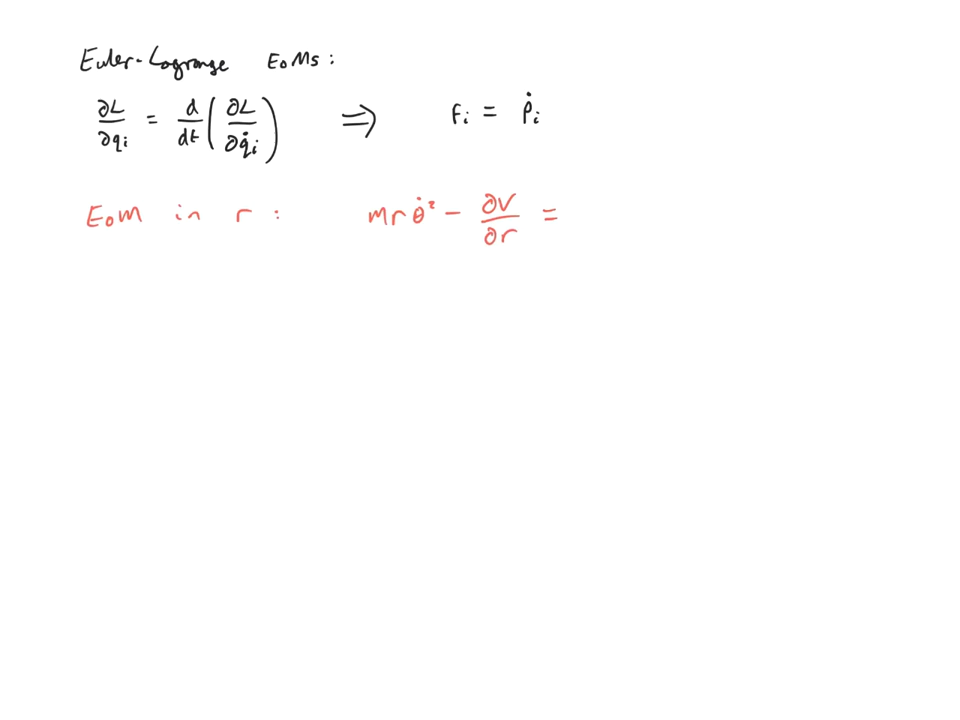 Euler-Lagrange EoMs :
∂L/∂qᵢ = d/dt (∂L/∂q̇ᵢ) ⟹ Fᵢ = ṗᵢ
EoM in r : mrθ̇² − ∂V/∂r =